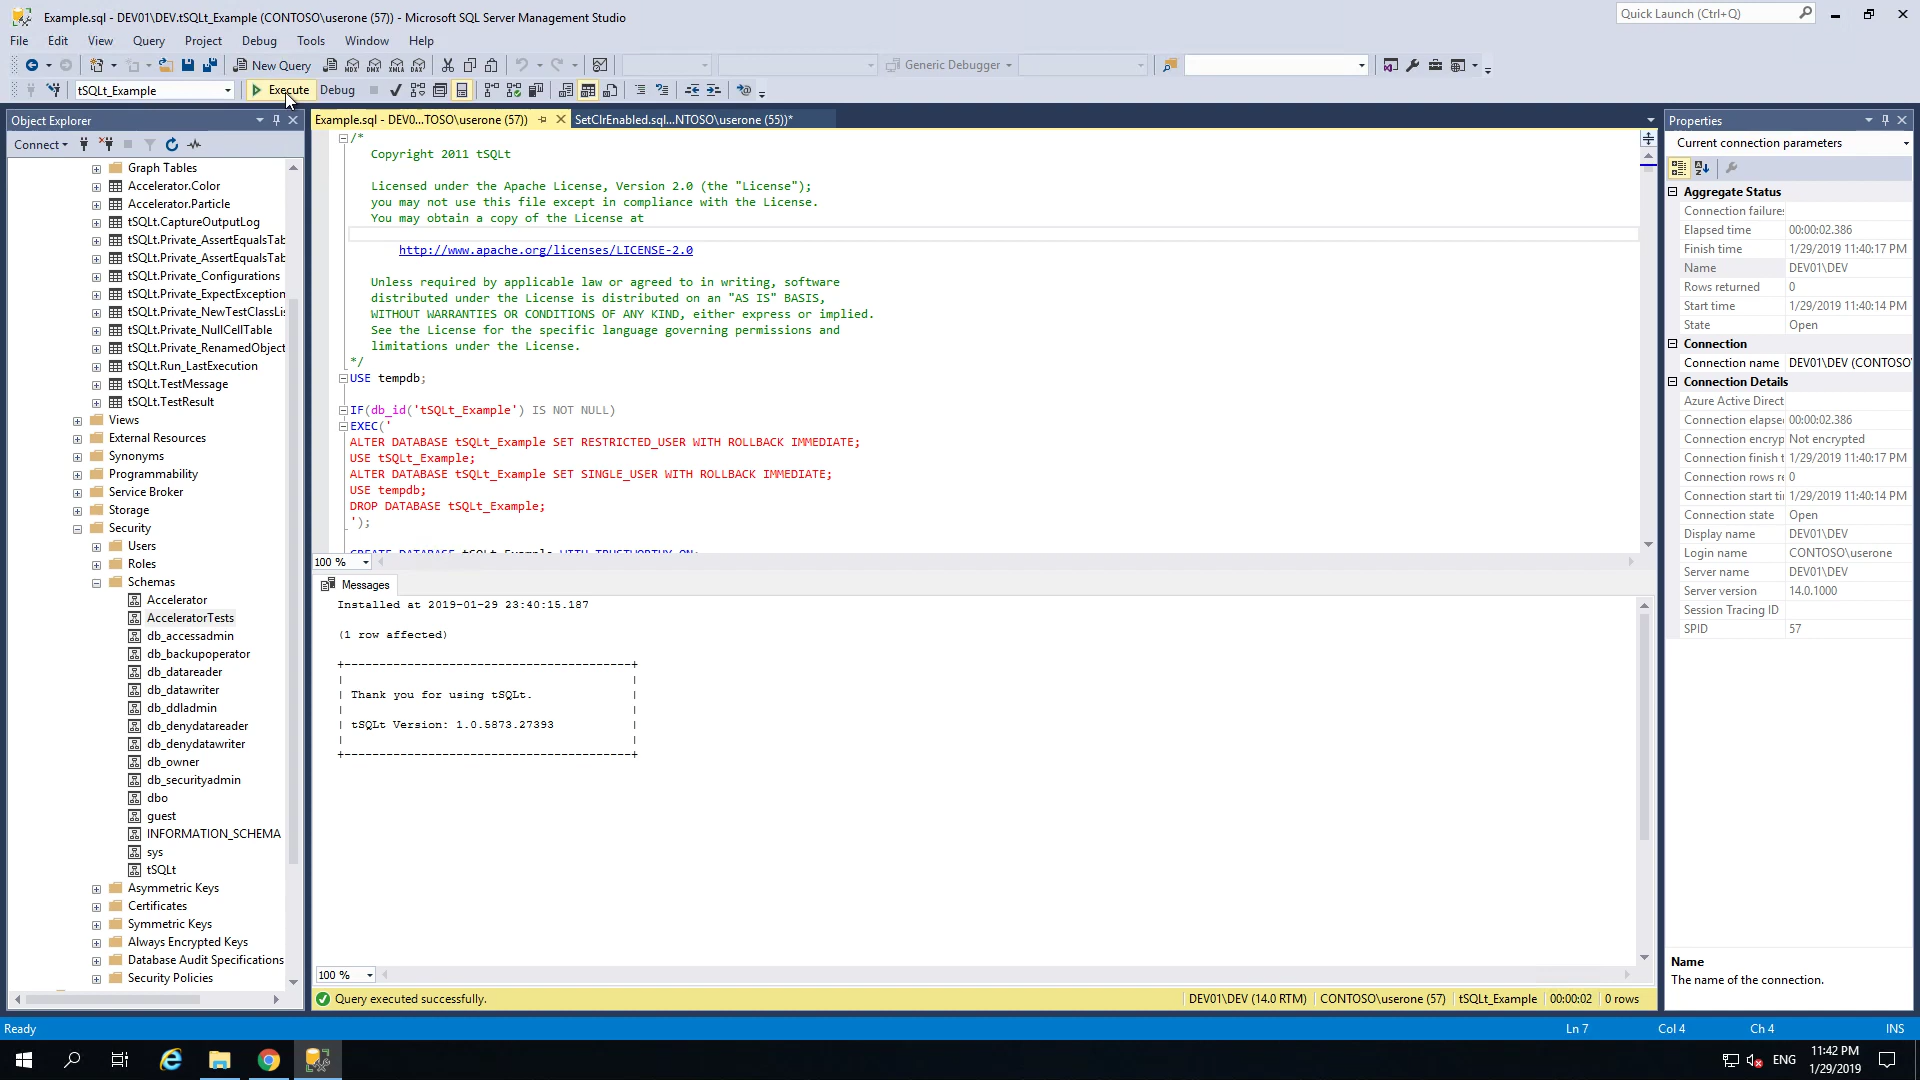 Example.sql - DEV01\DEV.tSQLt_Example (CONTOSO\userone (57)) - Microsoft SQL Server Management Studio
Quick Launch (Ctrl+Q)
File Edit View Query Project Debug Tools Window Help
New Query
Generic Debugger
tSQLt_Example
Execute
Debug
Object Explorer
Connect
Graph Tables
Accelerator.Color
Accelerator.Particle
tSQLt.CaptureOutputLog
tSQLt.Private_AssertEqualsTab
tSQLt.Private_AssertEqualsTab
tSQLt.Private_Configurations
tSQLt.Private_ExpectException
tSQLt.Private_NewTestClassLis
tSQLt.Private_NullCellTable
tSQLt.Private_RenamedObject
tSQLt.Run_LastExecution
tSQLt.TestMessage
tSQLt.TestResult
Views
External Resources
Synonyms
Programmability
Service Broker
Storage
Security
Users
Roles
Schemas
Accelerator
AcceleratorTests
db_accessadmin
db_backupoperator
db_datareader
db_datawriter
db_ddladmin
db_denydatareader
db_denydatawriter
db_owner
db_securityadmin
dbo
guest
INFORMATION_SCHEMA
sys
tSQLt
Asymmetric Keys
Certificates
Symmetric Keys
Always Encrypted Keys
Database Audit Specifications
Security Policies
Example.sql - DEV0...TOSO\userone (57))
SetClrEnabled.sql...NTOSO\userone (55))*
/*
Copyright 2011 tSQLt
Licensed under the Apache License, Version 2.0 (the "License");
you may not use this file except in compliance with the License.
You may obtain a copy of the License at
http://www.apache.org/licenses/LICENSE-2.0
Unless required by applicable law or agreed to in writing, software
distributed under the License is distributed on an "AS IS" BASIS,
WITHOUT WARRANTIES OR CONDITIONS OF ANY KIND, either express or implied.
See the License for the specific language governing permissions and
limitations under the License.
*/
USE tempdb;
IF(db_id('tSQLt_Example') IS NOT NULL)
EXEC('
ALTER DATABASE tSQLt_Example SET RESTRICTED_USER WITH ROLLBACK IMMEDIATE;
USE tSQLt_Example;
ALTER DATABASE tSQLt_Example SET SINGLE_USER WITH ROLLBACK IMMEDIATE;
USE tempdb;
DROP DATABASE tSQLt_Example;
');
CREATE DATABASE tSQLt_Example WITH TRUSTWORTHY ON;
100 %
Messages
Installed at 2019-01-29 23:40:15.187
(1 row affected)
+-----------------------------------------+
| |
| Thank you for using tSQLt. |
| |
| tSQLt Version: 1.0.5873.27393 |
| |
+-----------------------------------------+
100 %
Query executed successfully.
DEV01\DEV (14.0 RTM) CONTOSO\userone (57) tSQLt_Example 00:00:02 0 rows
Properties
Current connection parameters
Aggregate Status
Connection failures
Elapsed time 00:00:02.386
Finish time 1/29/2019 11:40:17 PM
Name DEV01\DEV
Rows returned 0
Start time 1/29/2019 11:40:14 PM
State Open
Connection
Connection name DEV01\DEV (CONTOSO\
Connection Details
Azure Active Direct
Connection elapse 00:00:02.386
Connection encryp Not encrypted
Connection finish t 1/29/2019 11:40:17 PM
Connection rows re 0
Connection start ti 1/29/2019 11:40:14 PM
Connection state Open
Display name DEV01\DEV
Login name CONTOSO\userone
Server name DEV01\DEV
Server version 14.0.1000
Session Tracing ID
SPID 57
Name
The name of the connection.
Ready
Ln 7
Col 4
Ch 4
INS
ENG
11:42 PM
1/29/2019